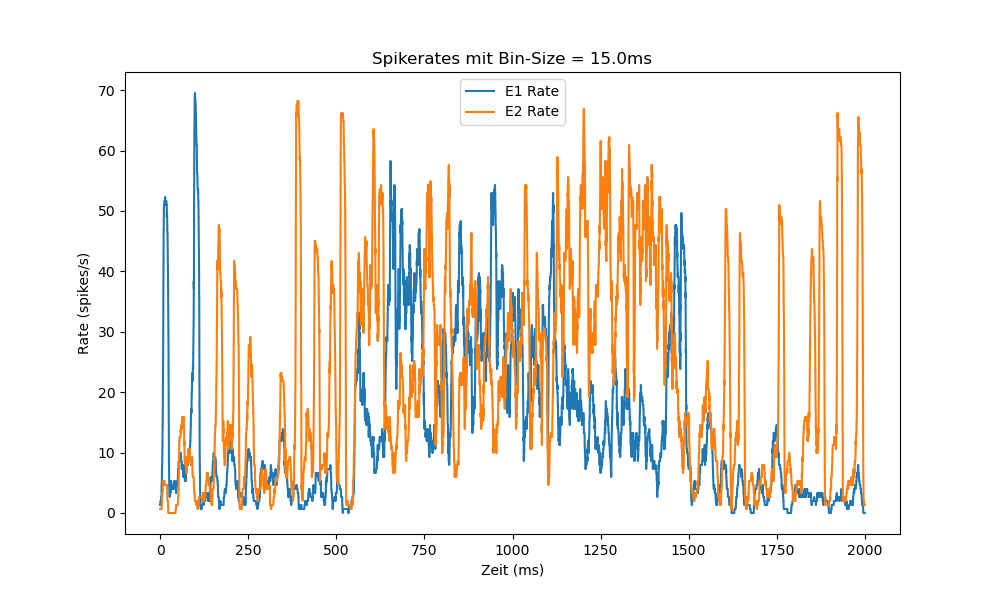 Spikerates mit Bin-Size = 15.0ms
E1 Rate
E2 Rate
70
60
50
40
30
20
10
0
Rate (spikes/s)
0 250 500 750 1000 1250 1500 1750 2000
Zeit (ms)